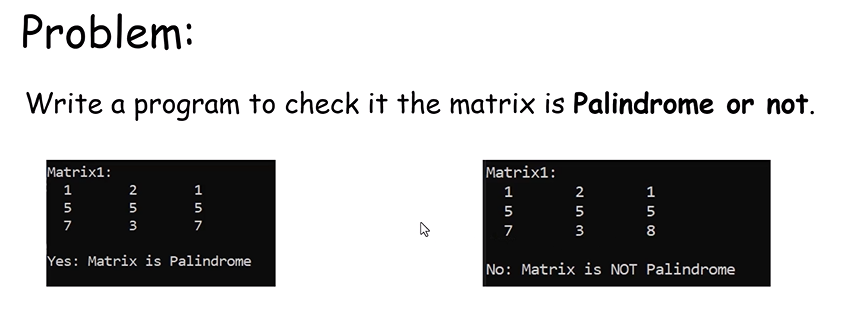 Problem:
Write a program to check it the matrix is Palindrome or not.
Matrix1:
1 2 1
5 5 5
7 3 7
Yes: Matrix is Palindrome
Matrix1:
1 2 1
5 5 5
7 3 8
No: Matrix is NOT Palindrome